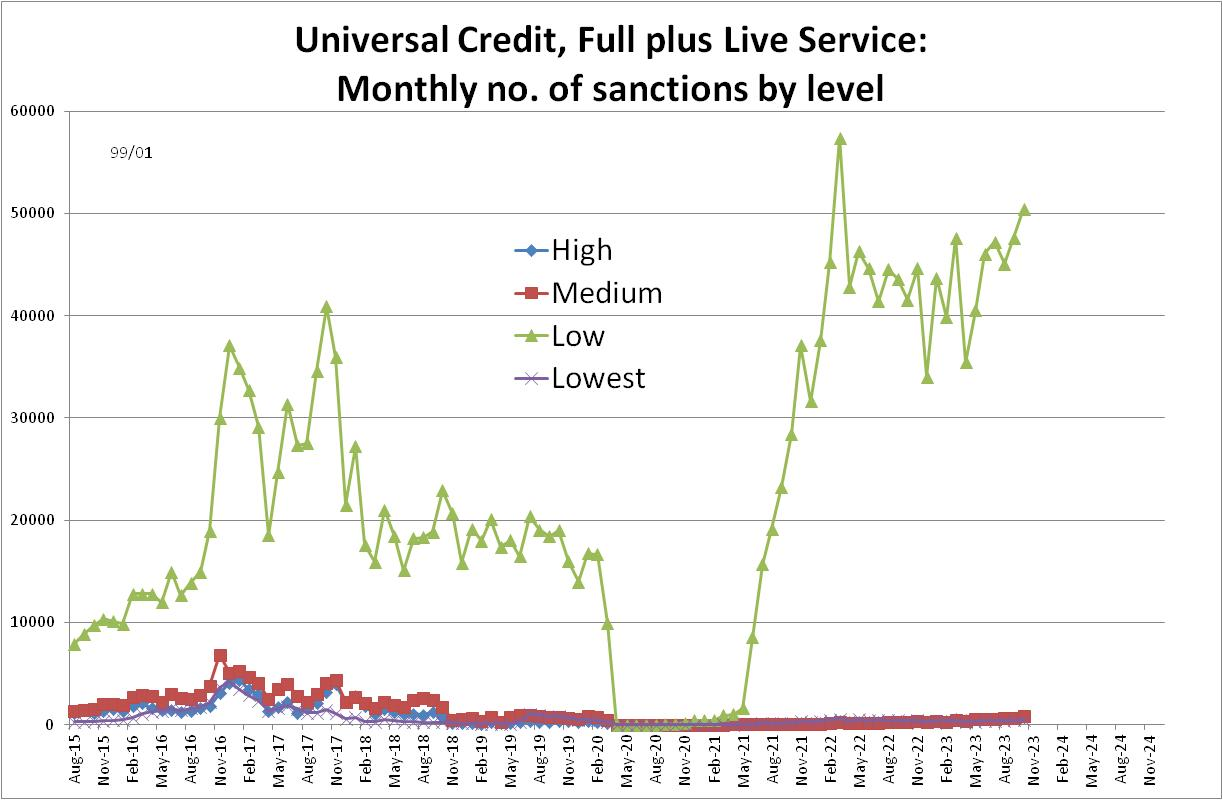 Universal Credit, Full plus Live Service:
Monthly no. of sanctions by level
60000
99/01
50000
High
Medium
40000
Low
Lowest
30000
20000
10000
0
Aug-15
Nov-15
Feb-16
May-16
Aug-16
Nov-16
Feb-17
May-17
Aug-17
Nov-17
Feb-18
May-18
Aug-18
Nov-18
Feb-19
May-19
Aug-19
Nov-19
Feb-20
May-20
Aug-20
Nov-20
Feb-21
May-21
Aug-21
Nov-21
Feb-22
May-22
Aug-22
Nov-22
Feb-23
May-23
Aug-23
Nov-23
Feb-24
May-24
Aug-24
Nov-24